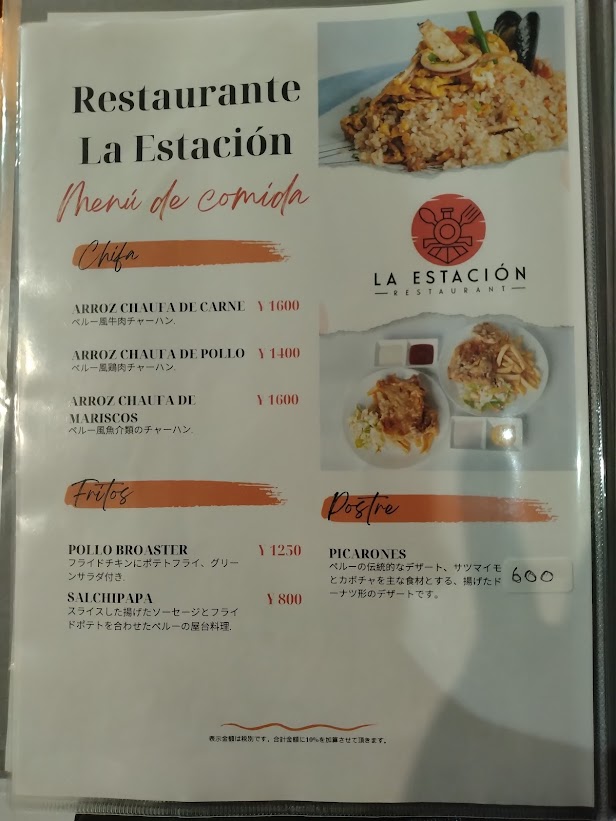 Restaurante
La Estación
Menú de comida
Chifa
ARROZ CHAUFA DE CARNE ¥ 1600
ペルー風牛肉チャーハン.
ARROZ CHAUFA DE POLLO ¥ 1400
ペルー風鶏肉チャーハン.
ARROZ CHAUFA DE ¥ 1600
MARISCOS
ペルー風魚介類のチャーハン.
Fritos
POLLO BROASTER ¥ 1250
フライドチキンにポテトフライ、グリー
ンサラダ付き.
SALCHIPAPA ¥ 800
スライスした揚げたソーセージとフライ
ドポテトを合わせたペルーの屋台料理.
LA ESTACIÓN
RESTAURANT
Postre
PICARONES
ペルーの伝統的なデザート、サツマイモ
とカボチャを主な食材とする、揚げたド
ーナツ形のデザートです。
600
表示金額は税別です。合計金額に10%を加算させて頂きます。